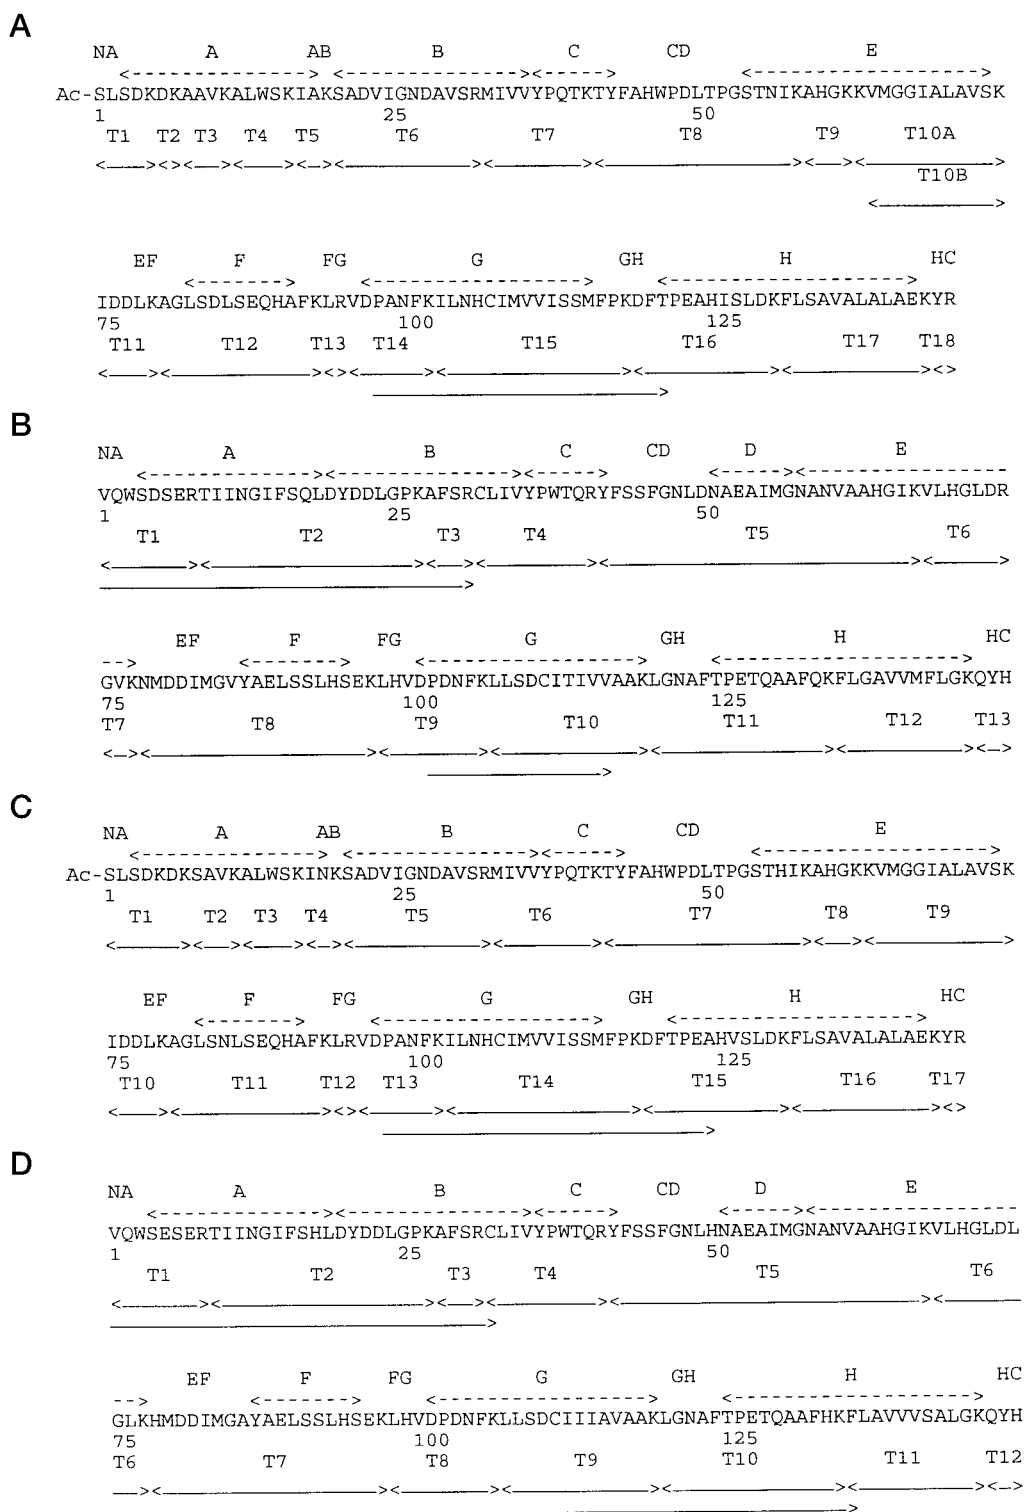 A
NA A AB B C CD E
Ac-SLSDKDKAAVKALWSKIAKSADVIGNDAVSRMIVVYPQTKTYFAHWPDLTPGSTNIKAHGKKVMGGIALAVSK
1 25 50
T1 T2 T3 T4 T5 T6 T7 T8 T9 T10A
T10B
EF F FG G GH H HC
IDDLKAGLSDLSEQHAFKLRVDPANFKILNHCIMVVISSMFPKDFTPEAHISLDKFLSAVALALAEKYR
75 100 125
T11 T12 T13 T14 T15 T16 T17 T18
B
NA A B C CD D E
VQWSDSERTIINGIFSQLDYDDLGPKAFSRCLIVYPWTQRYFSSFGNLDNAEAIMGNANVAAHGIKVLHGLDR
1 25 50
T1 T2 T3 T4 T5 T6
EF F FG G GH H HC
GVKNMDDIMGVYAELSSLHSEKLHVDPDNFKLLSDCITIVVAAKLGNAFTPETQAAFQKFLGAVVMFLGKQYH
75 100 125
T7 T8 T9 T10 T11 T12 T13
C
NA A AB B C CD E
Ac-SLSDKDKSAVKALWSKINKSADVIGNDAVSRMIVVYPQTKTYFAHWPDLTPGSTHIKAHGKKVMGGIALAVSK
1 25 50
T1 T2 T3 T4 T5 T6 T7 T8 T9
EF F FG G GH H HC
IDDLKAGLSNLSEQHAFKLRVDPANFKILNHCIMVVISSMFPKDFTPEAHVSLDKFLSAVALALAEKYR
75 100 125
T10 T11 T12 T13 T14 T15 T16 T17
D
NA A B C CD D E
VQWSESERTIINGIFSHLDYDDLGPKAFSRCLIVYPWTQRYFSSFGNLHNAEAIMGNANVAAHGIKVLHGLDL
1 25 50
T1 T2 T3 T4 T5 T6
EF F FG G GH H HC
GLKHMDDIMGAYAELSSLHSEKLHVDPDNFKLLSDCIIIAVAAKLGNAFTPETQAAFHKFLAVVVSALGKQYH
75 100 125
T6 T7 T8 T9 T10 T11 T12